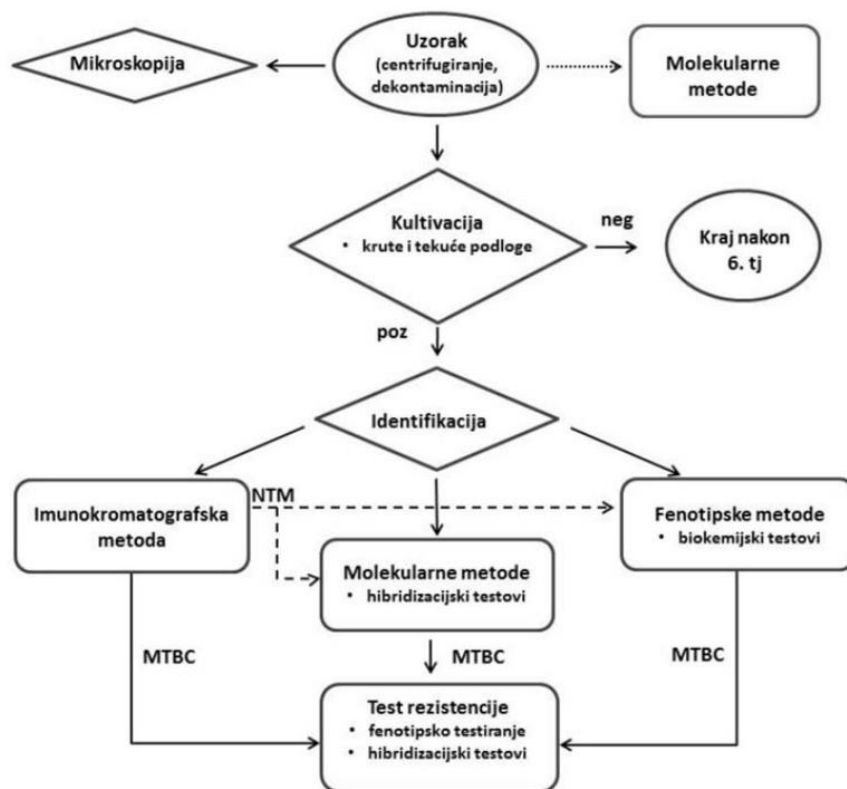 Mikroskopija
Uzorak
(centrifugiranje,
dekontaminacija)
Molekularne
metode
Kultivacija
• krute i tekuće podloge
neg
Kraj nakon
6. tj
poz
Identifikacija
Imunokromatografska
metoda
NTM
Fenotipske metode
• biokemijski testovi
Molekularne metode
• hibridizacijski testovi
MTBC
MTBC
MTBC
Test rezistencije
• fenotipsko testiranje
• hibridizacijski testovi